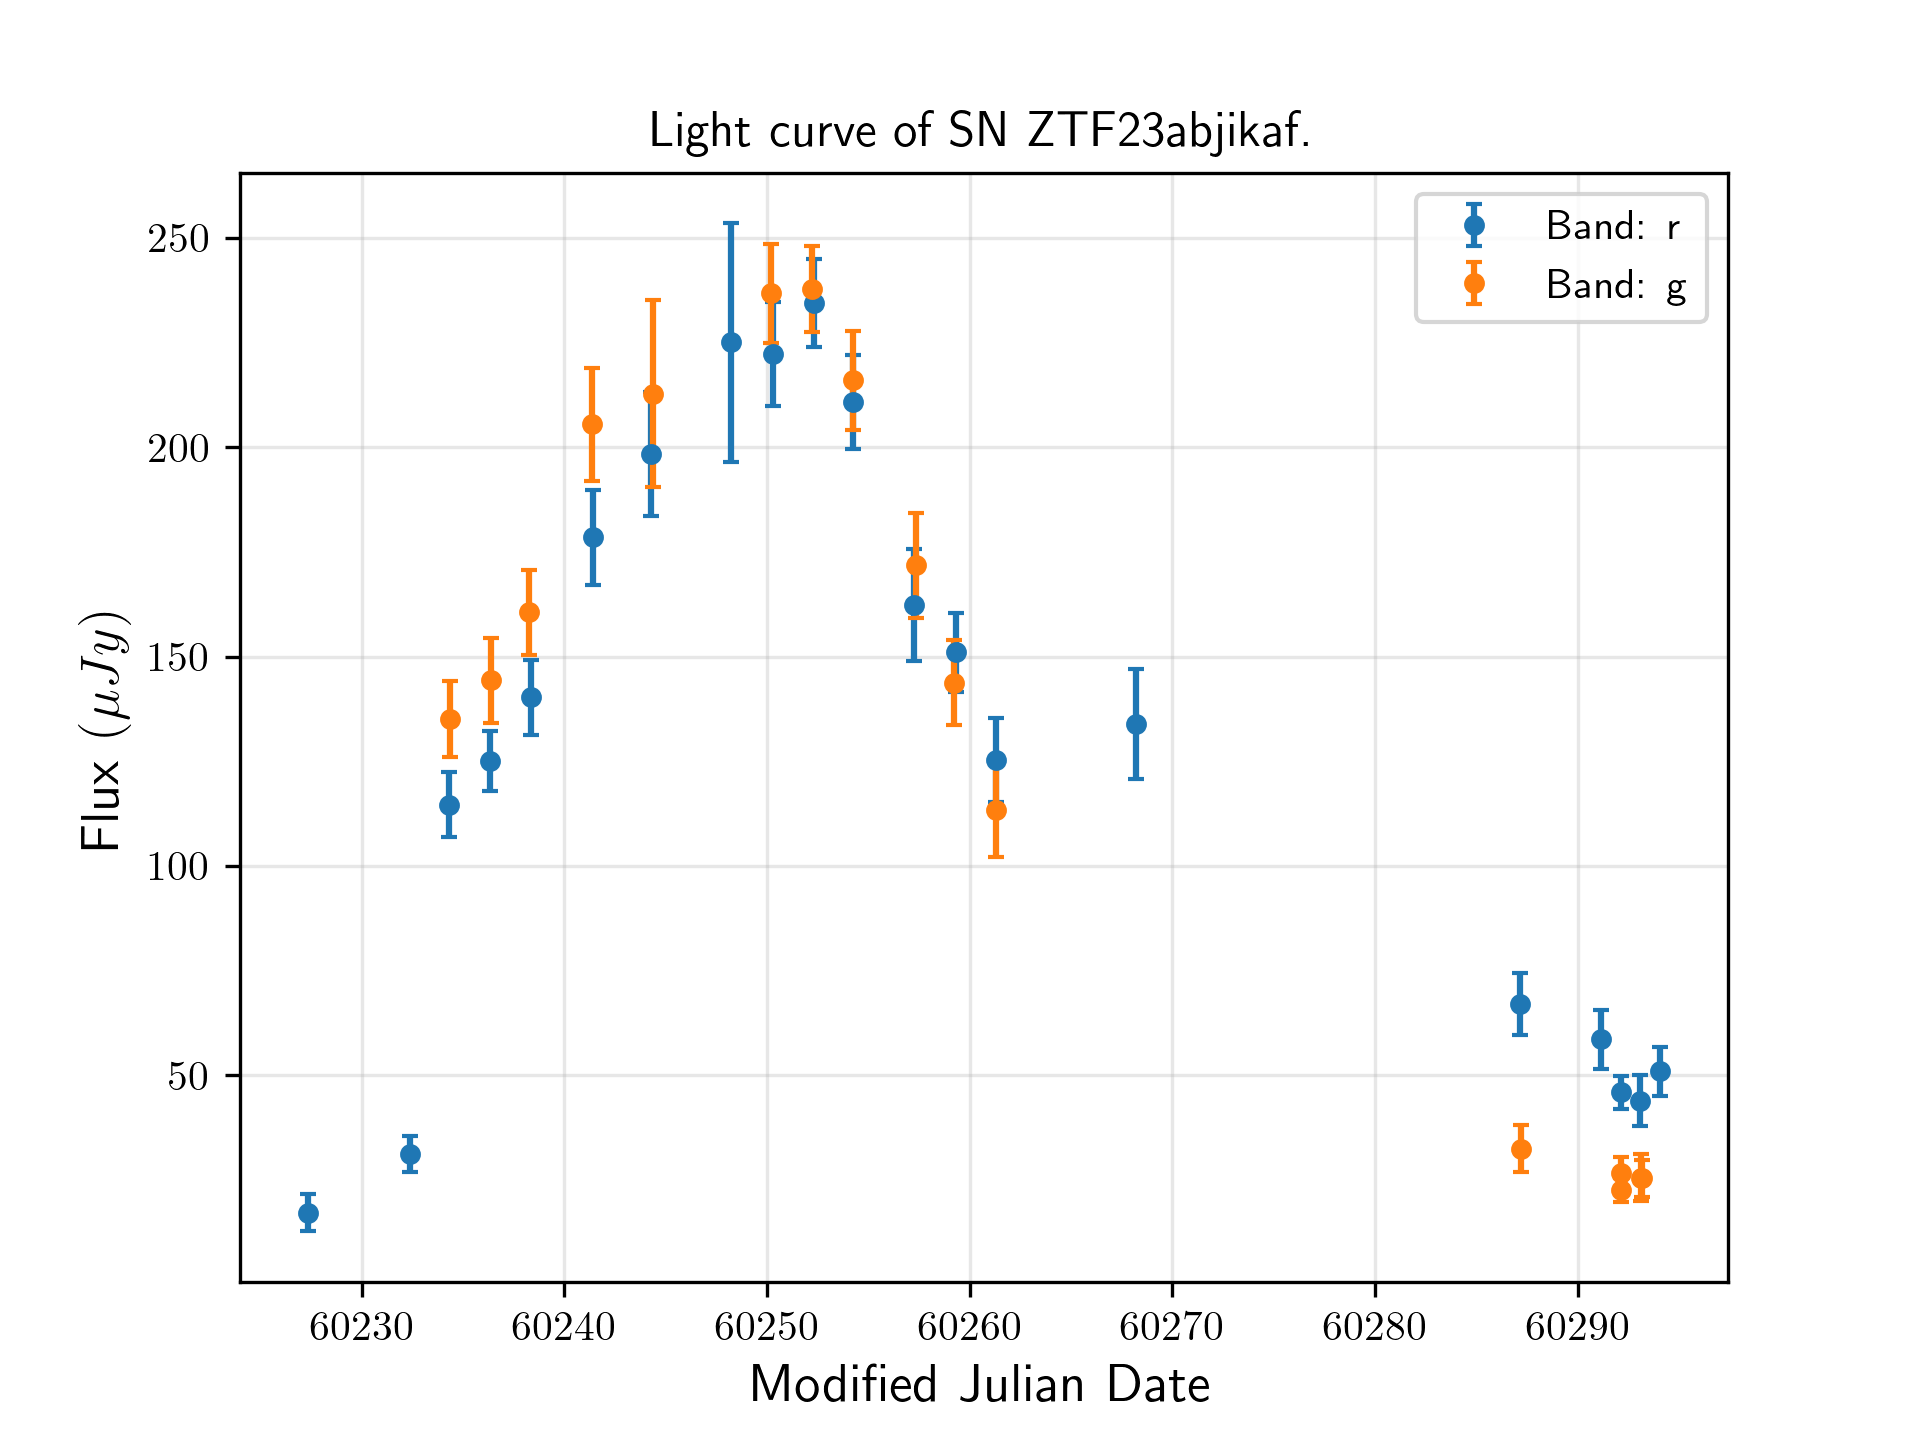 Light curve of SN ZTF23abjikaf.
Band: r
Band: g
250
200
150
100
50
Flux (μJy)
60230 60240 60250 60260 60270 60280 60290
Modified Julian Date